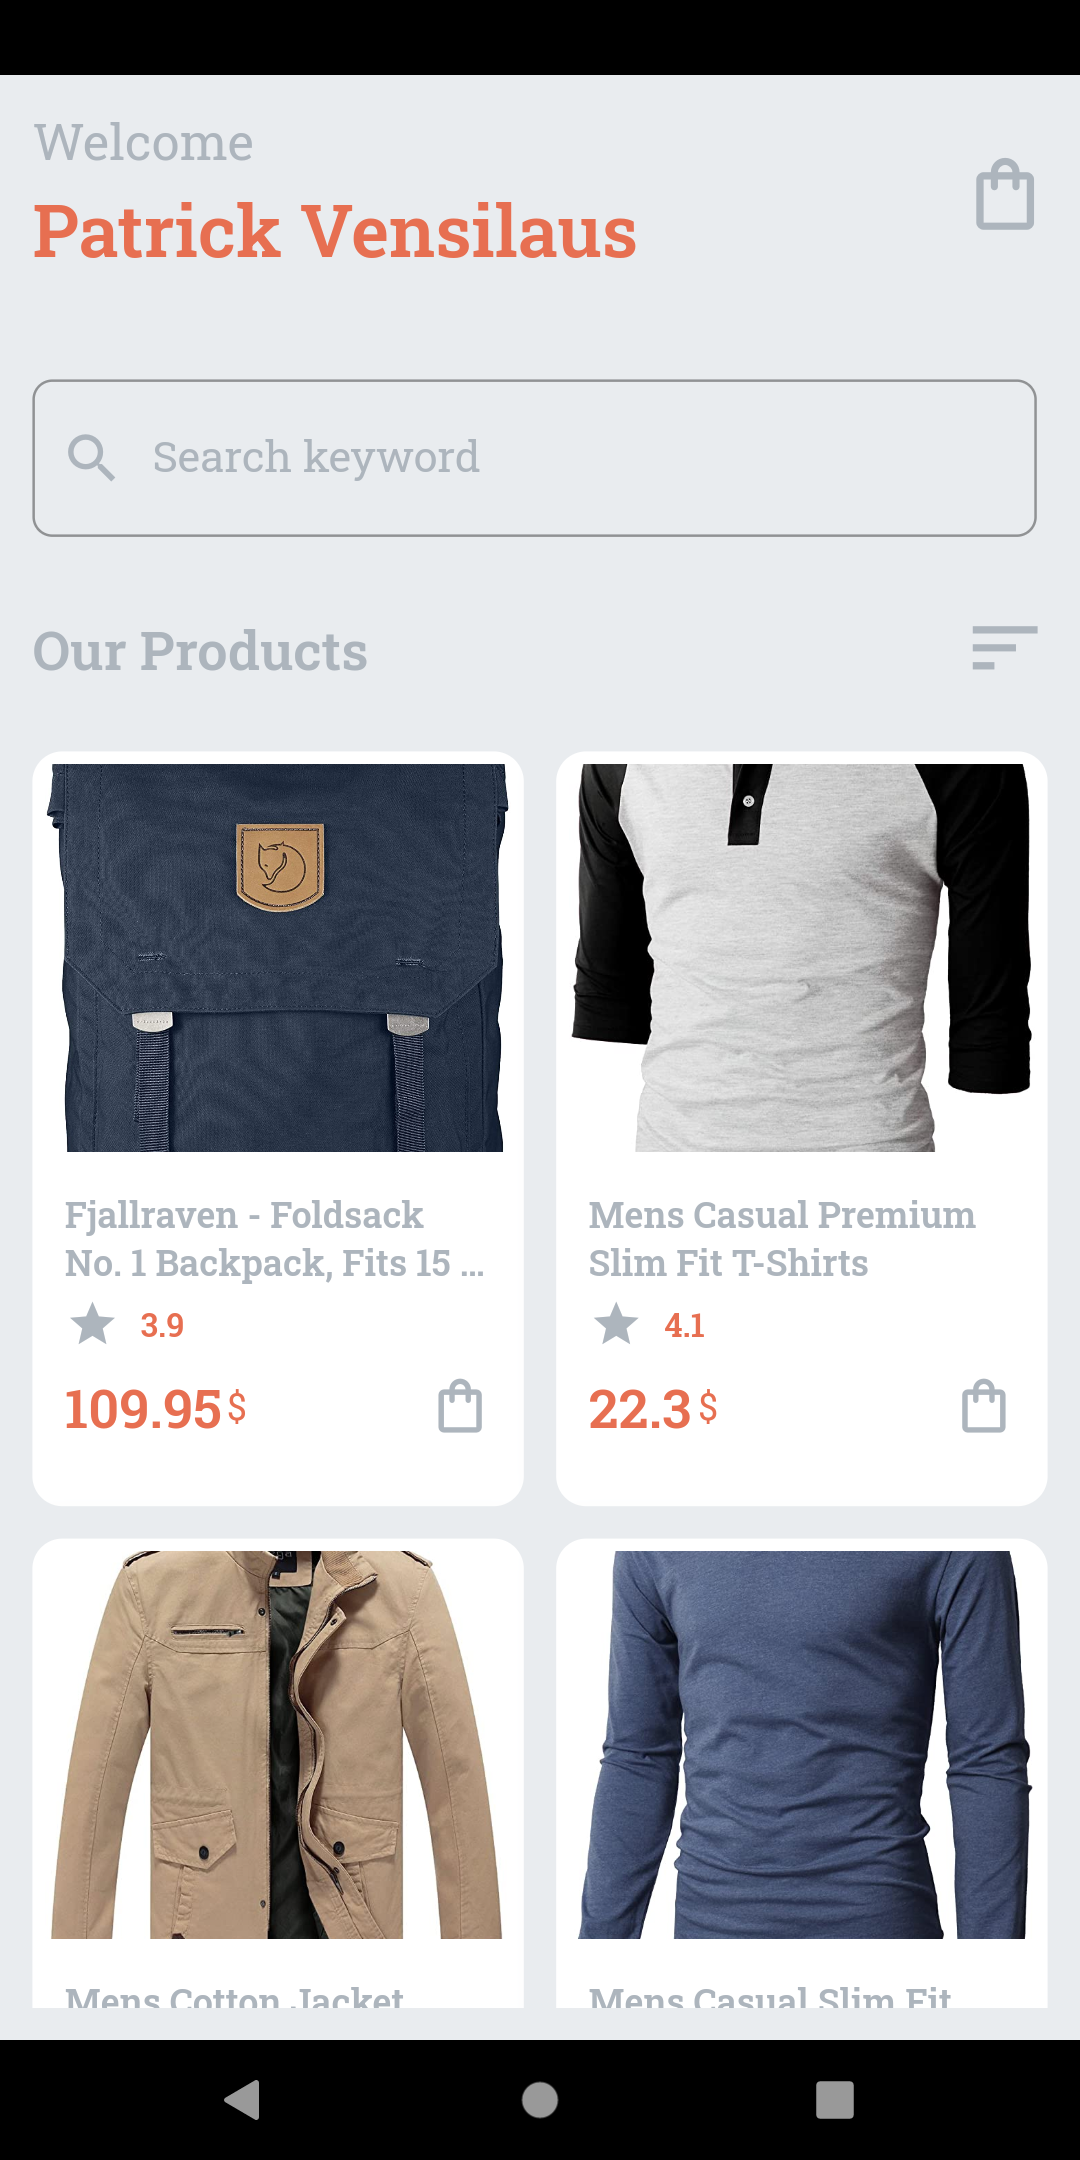 Welcome
Patrick Vensilaus
Search keyword
Our Products
Fjallraven - Foldsack
No. 1 Backpack, Fits 15 ...
3.9
109.95 $
Mens Casual Premium
Slim Fit T-Shirts
4.1
22.3 $
Mens Cotton Jacket
Mens Casual Slim Fit